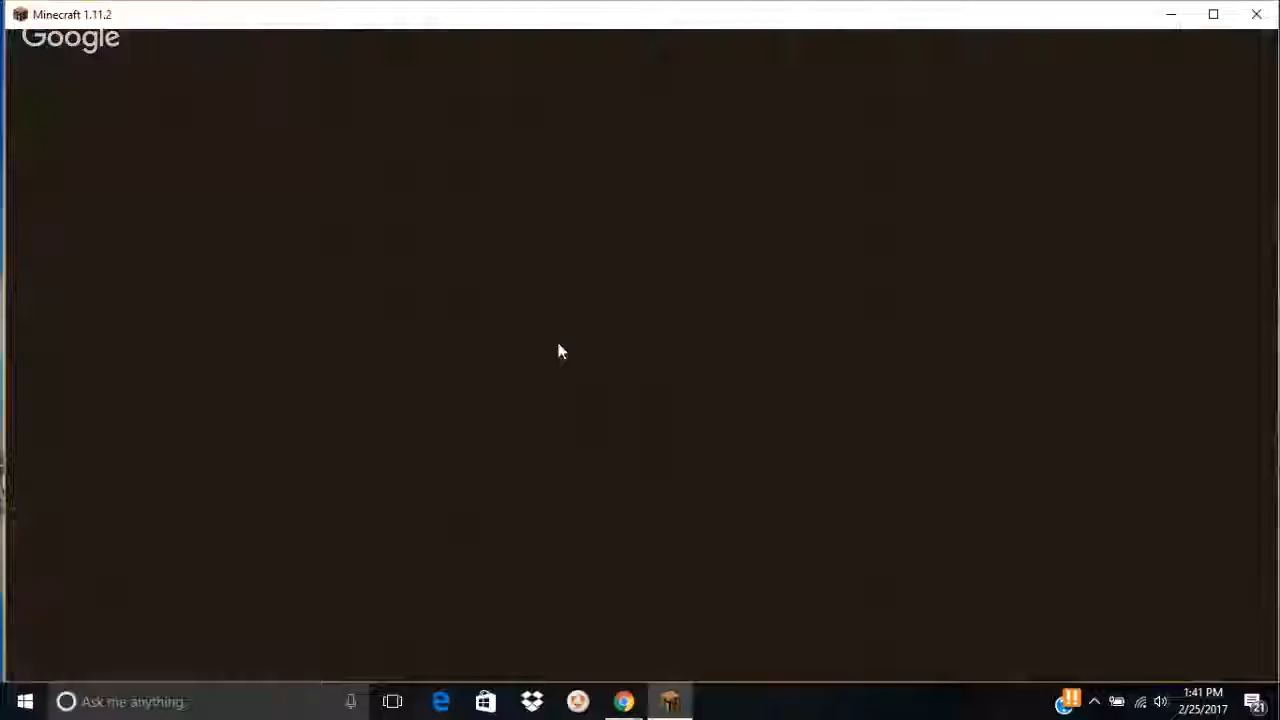 Minecraft 1.11.2
Google
Ask me anything
1:41 PM
2/25/2017
21